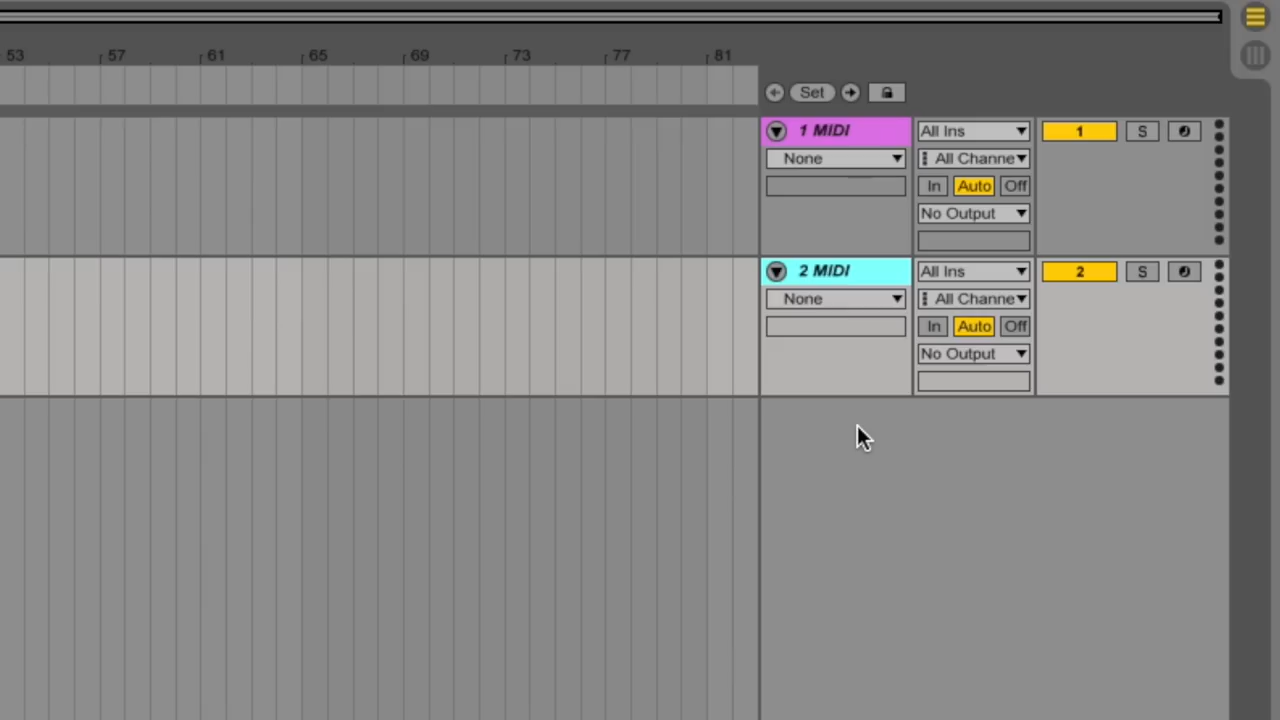 53 57 61 65 69 73 77 81
Set
1 MIDI All Ins 1 S
None All Channe
In Auto Off
No Output
2 MIDI All Ins 2 S
None All Channe
In Auto Off
No Output